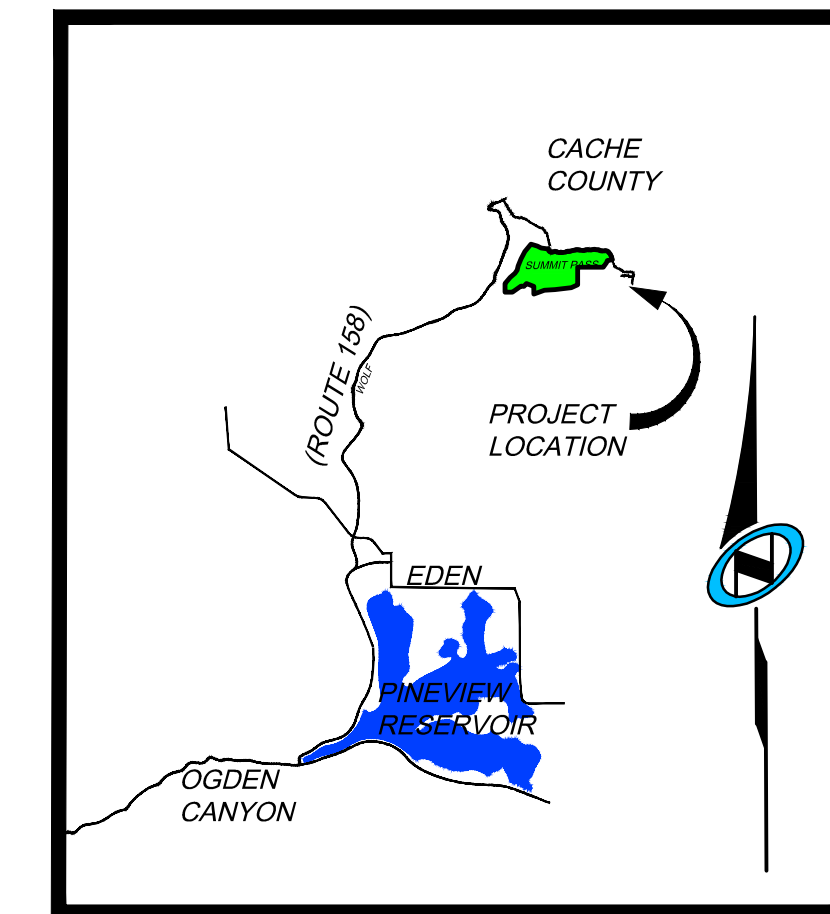 CACHE
COUNTY
SUMMIT PASS
(ROUTE 158)
WOLF
PROJECT
LOCATION
N
EDEN
PINEVIEW
RESERVOIR
OGDEN
CANYON